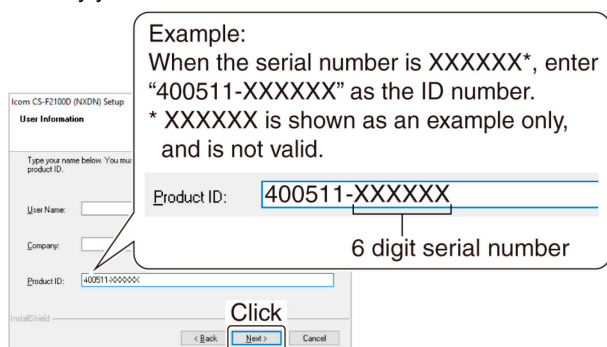 Example:
When the serial number is XXXXXX*, enter
“400511-XXXXXX” as the ID number.
* XXXXXX is shown as an example only,
and is not valid.
Product ID: 400511-XXXXXX
6 digit serial number
Icom CS-F2100D (NXDN) Setup
User Information
Type your name below. You mu
product ID.
User Name:
Company:
Product ID: 400511-XXXXXX
InstallShield
Click
< Back Next > Cancel